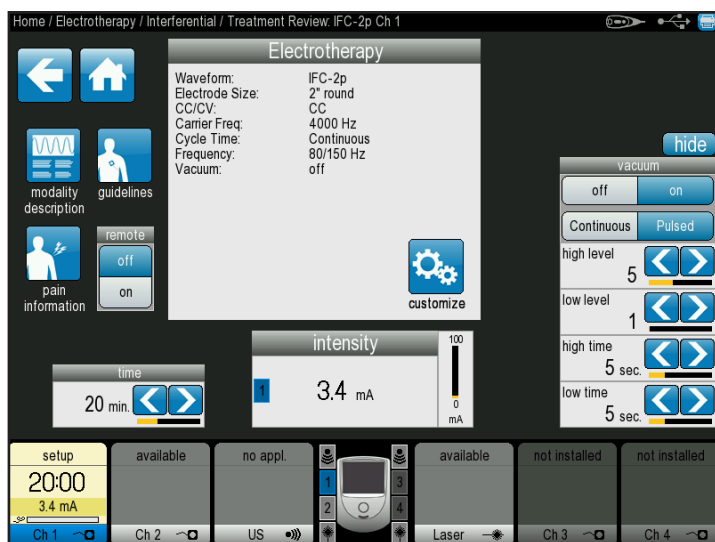 Home / Electrotherapy / Interferential / Treatment Review: IFC-2p Ch 1
Electrotherapy
Waveform: IFC-2p
Electrode Size: 2" round
CC/CV: CC
Carrier Freq: 4000 Hz
Cycle Time: Continuous
Frequency: 80/150 Hz
Vacuum: off
customize
modality
description
guidelines
pain
information
remote
off
on
hide
vacuum
off on
Continuous Pulsed
high level
5
low level
1
high time
5 sec.
low time
5 sec.
time
20 min.
intensity
1 3.4 mA
100
0
mA
setup
20:00
3.4 mA
Ch 1
available
Ch 2
no appl.
US
1
2
3
4
available
Laser
not installed
Ch 3
not installed
Ch 4